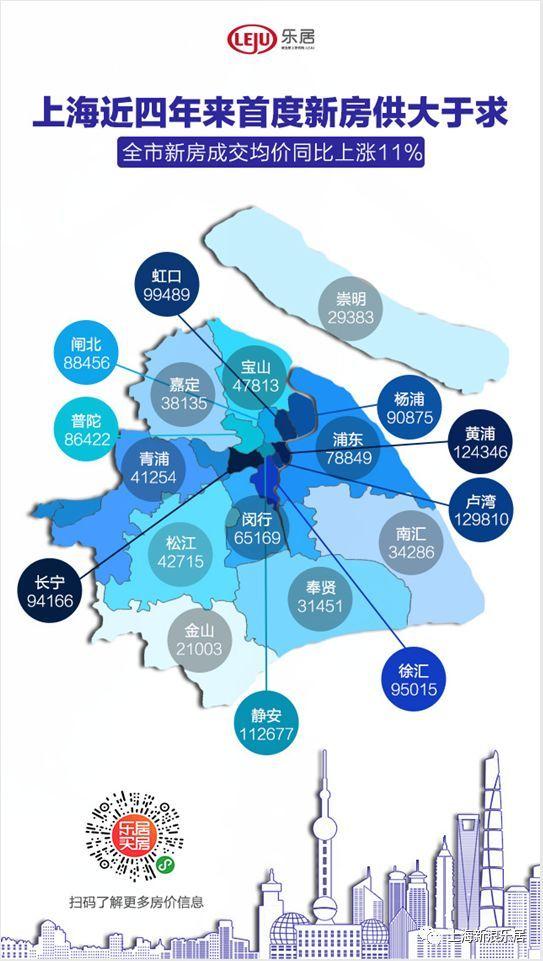 LEJU 乐居
上海近四年来首度新房供大于求
全市新房成交均价同比上涨11%
虹口
99489
崇明
29383
闸北
88456
宝山
47813
嘉定
38135
杨浦
90875
普陀
86422
黄浦
124346
浦东
78849
青浦
41254
卢湾
129810
闵行
65169
南汇
34286
松江
42715
长宁
94166
奉贤
31451
金山
21003
徐汇
95015
静安
112677
乐居
买房
扫码了解更多房价信息
上海新浪乐居